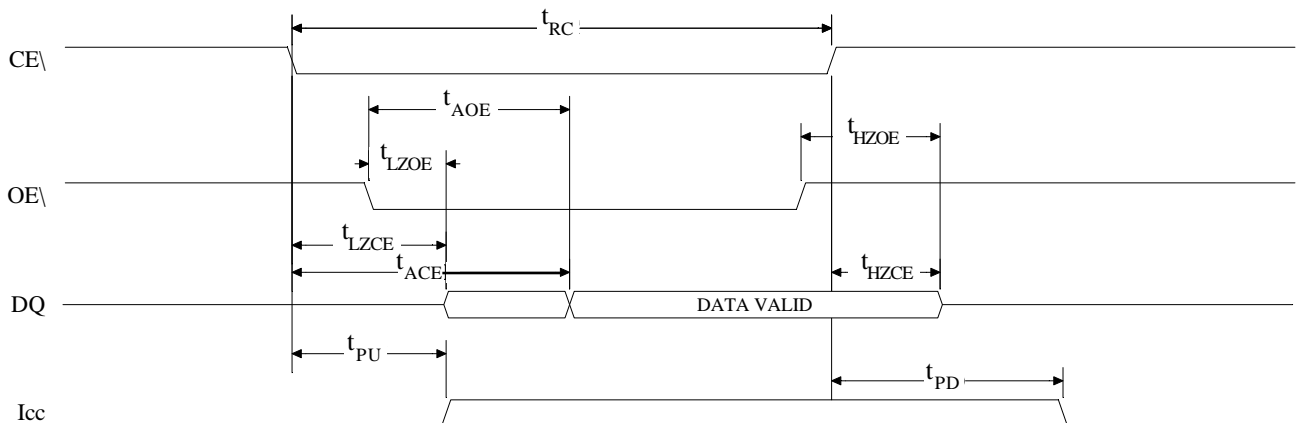 tRC
CE\
tAOE
tHZOE
tLZOE
OE\
tLZCE
tACE
tHZCE
DQ
DATA VALID
tPU
tPD
Icc